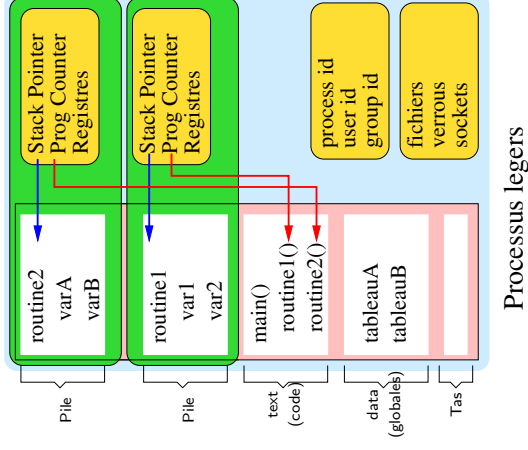 Pile
routine2
varA
varB
Stack Pointer
Prog Counter
Registres
Pile
routine1
var1
var2
Stack Pointer
Prog Counter
Registres
text
(code)
main()
routine1()
routine2()
process id
user id
group id
data
(globales)
tableauA
tableauB
fichiers
verrous
sockets
Tas
Processus legers